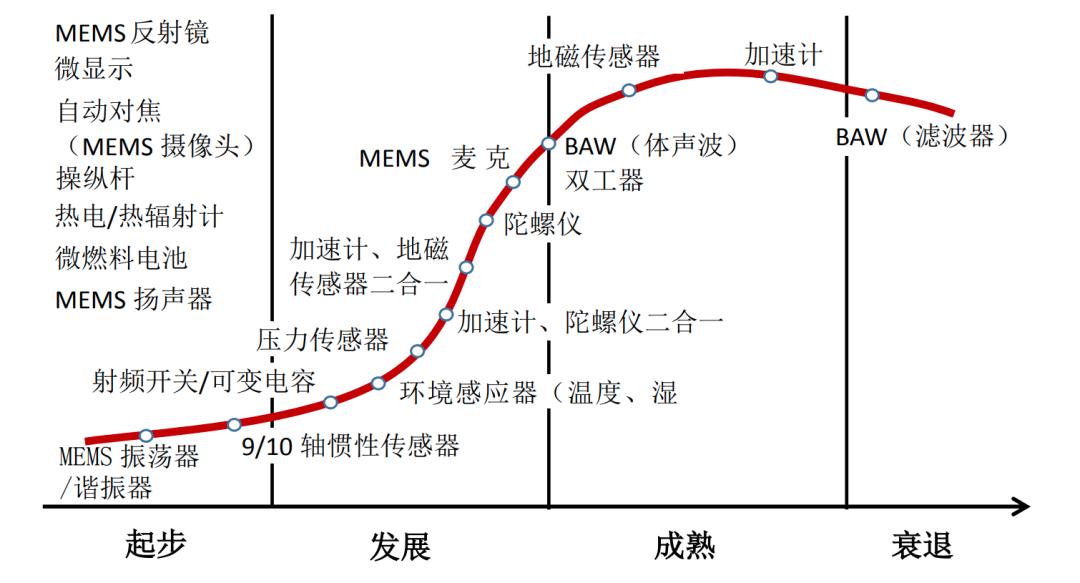 MEMS 反射镜
微显示
自动对焦
（MEMS 摄像头）
操纵杆
热电/热辐射计
微燃料电池
MEMS 扬声器
地磁传感器
加速计
BAW（滤波器）
MEMS 麦 克
BAW（体声波）
双工器
陀螺仪
加速计、地磁
传感器二合一
加速计、陀螺仪二合一
压力传感器
射频开关/可变电容
环境感应器（温度、湿
9/10 轴惯性传感器
MEMS 振荡器
/谐振器
起步
发展
成熟
衰退